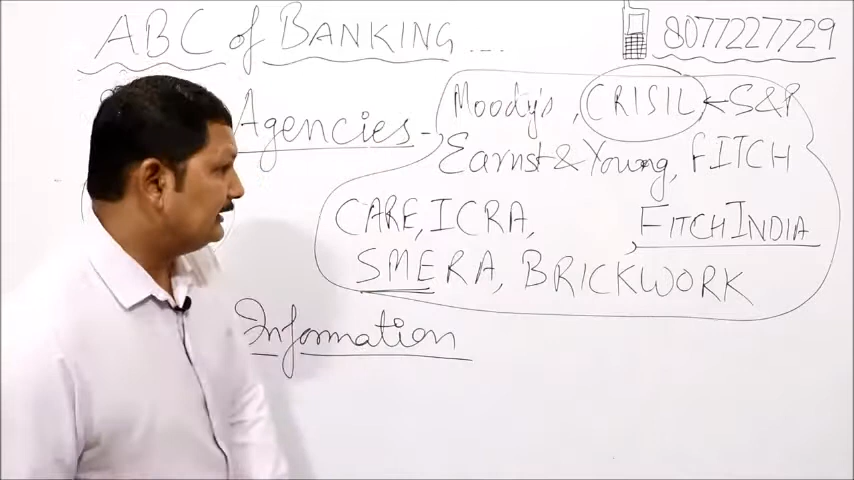 ABC of BANKING ...
8077227729
Agencies - Moody's, CRISIL ← S&P
Earnst & Young, FITCH
CARE, ICRA, , FITCH INDIA
SMERA, BRICKWORK
Information